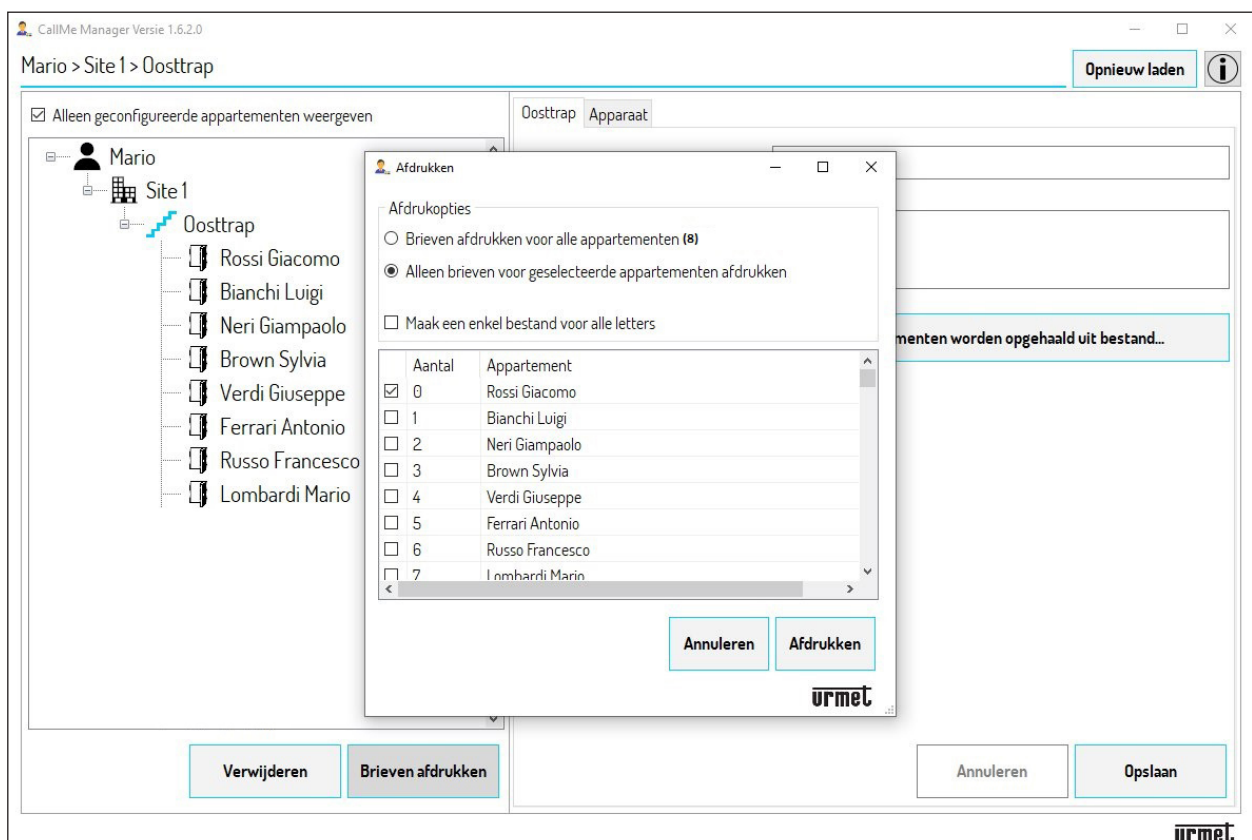 CallMe Manager Versie 1.6.2.0
Mario > Site 1 > Oosttrap
Opnieuw laden
Alleen geconfigureerde appartementen weergeven
Mario
Site 1
Oosttrap
Rossi Giacomo
Bianchi Luigi
Neri Giampaolo
Brown Sylvia
Verdi Giuseppe
Ferrari Antonio
Russo Francesco
Lombardi Mario
Verwijderen
Brieven afdrukken
Oosttrap Apparaat
worden opgehaald uit bestand...
Annuleren
Opslaan
Afdrukken
Afdrukopties
Brieven afdrukken voor alle appartementen (8)
Alleen brieven voor geselecteerde appartementen afdrukken
Maak een enkel bestand voor alle letters
Aantal Appartement
0 Rossi Giacomo
1 Bianchi Luigi
2 Neri Giampaolo
3 Brown Sylvia
4 Verdi Giuseppe
5 Ferrari Antonio
6 Russo Francesco
7 Lombardi Mario
Annuleren
Afdrukken
urmet
urmet